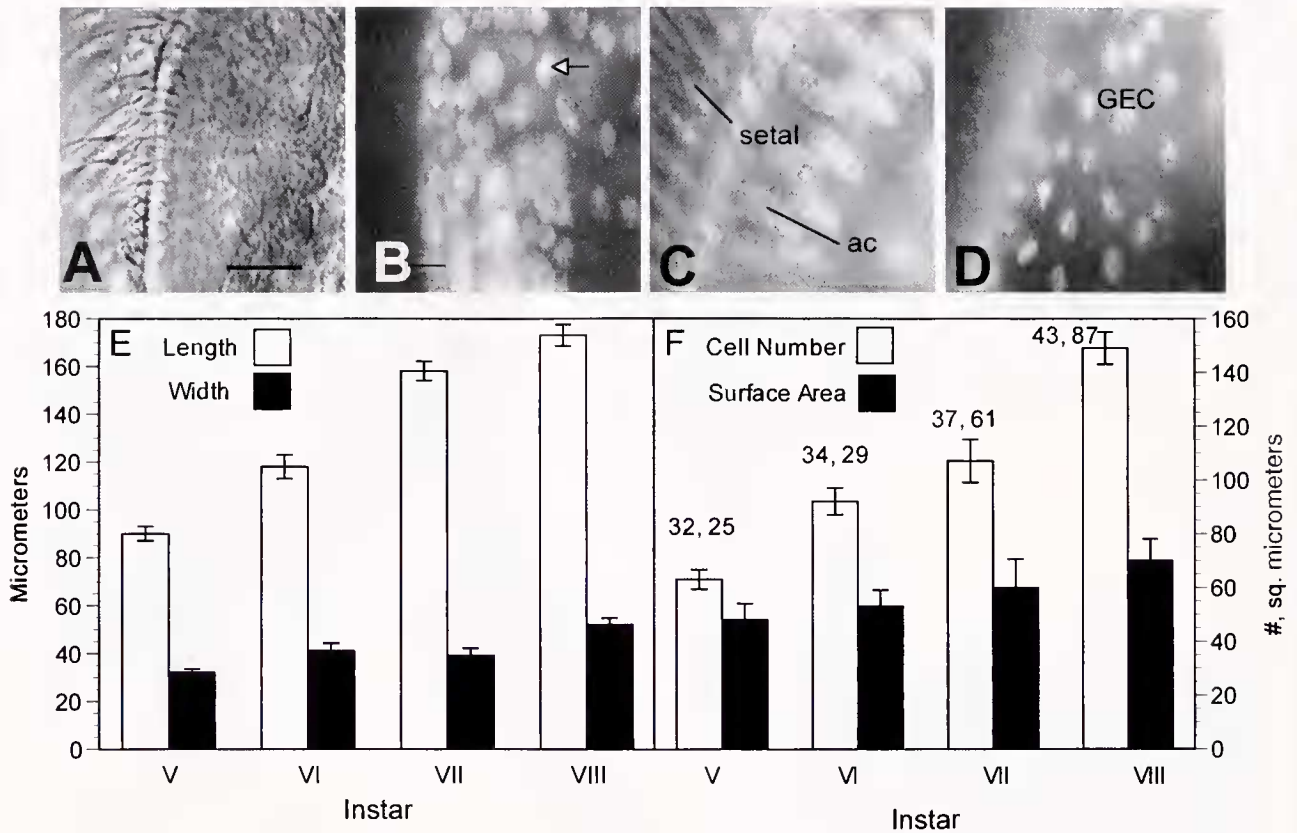 A
B
setal
ac
C
GEC
D
E
Length
Width
Micrometers
180
160
140
120
100
80
60
40
20
0
V
VI
VII
VIII
Instar
F
Cell Number
Surface Area
32, 25
34, 29
37, 61
43, 87
V
VI
VII
VIII
Instar
160
140
120
100
80
60
40
20
0
#, sq. micrometers